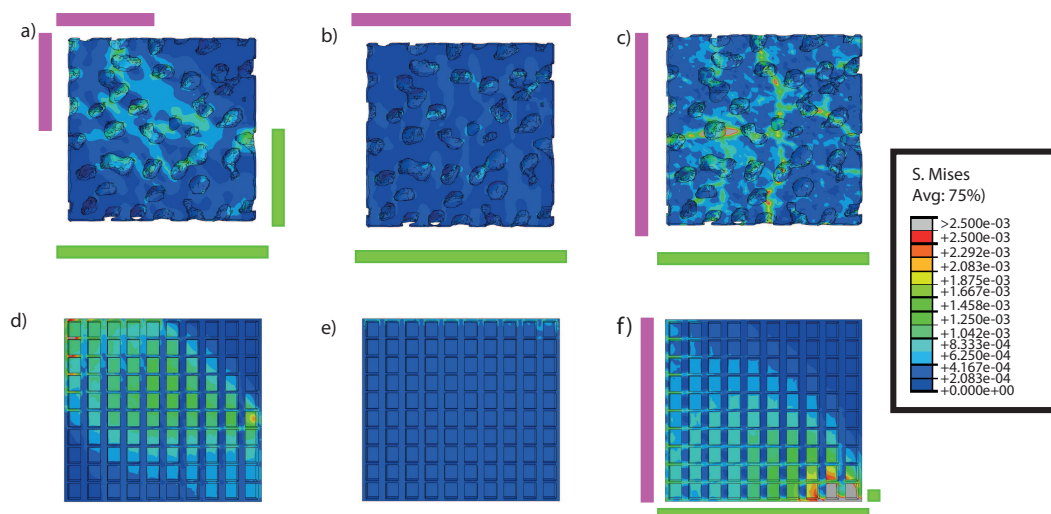 a)
b)
c)
S. Mises
Avg: 75%)
>2.500e-03
+2.500e-03
+2.292e-03
+2.083e-03
+1.875e-03
+1.667e-03
+1.458e-03
+1.250e-03
+1.042e-03
+8.333e-04
+6.250e-04
+4.167e-04
+2.083e-04
+0.000e+00
d)
e)
f)